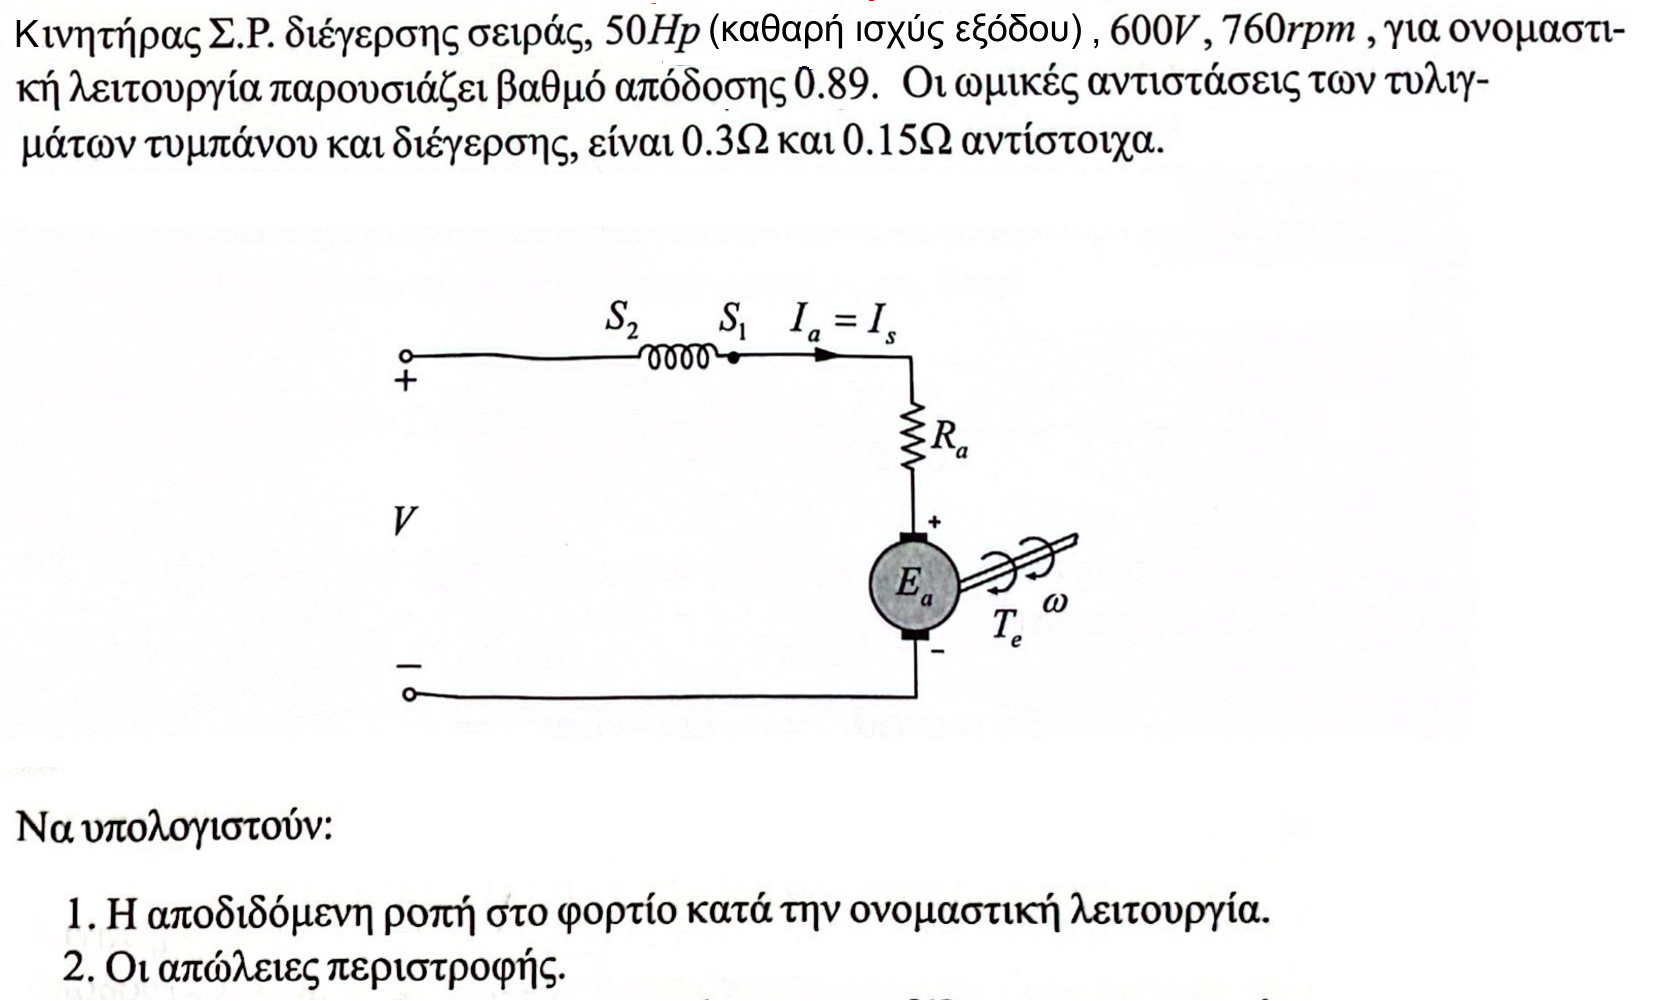 Κινητήρας Σ.Ρ. διέγερσης σειράς, 50Hp (καθαρή ισχύς εξόδου) , 600V , 760rpm , για ονομαστι-
κή λειτουργία παρουσιάζει βαθμό απόδοσης 0.89. Οι ωμικές αντιστάσεις των τυλιγ-
μάτων τυμπάνου και διέγερσης, είναι 0.3Ω και 0.15Ω αντίστοιχα.
S₂ S₁ Iₐ = Iₛ
+
Rₐ
V
+
Eₐ
ω
Tₑ
−
−
Να υπολογιστούν:
1. Η αποδιδόμενη ροπή στο φορτίο κατά την ονομαστική λειτουργία.
2. Οι απώλειες περιστροφής.